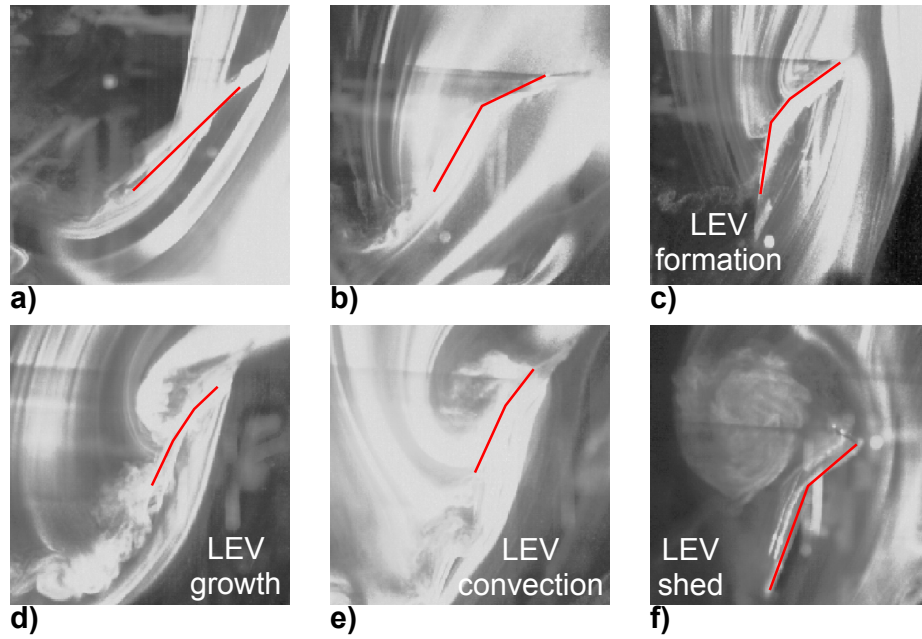 a)
b)
LEV
formation
c)
LEV
growth
d)
LEV
convection
e)
LEV
shed
f)